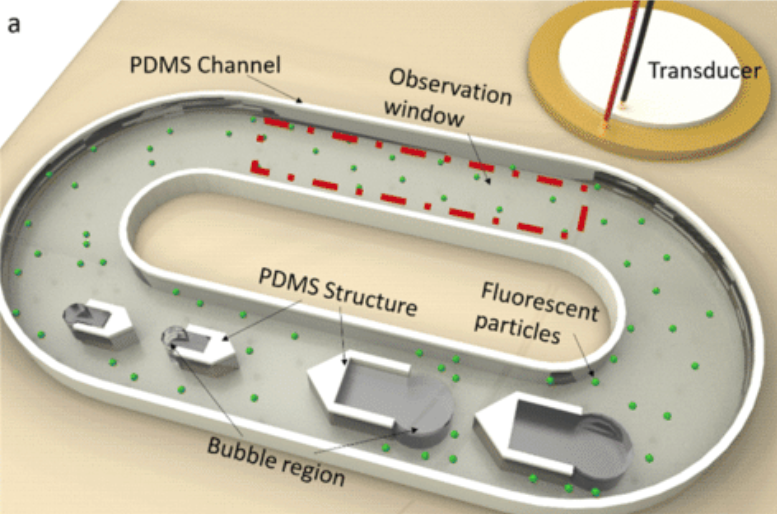 a
PDMS Channel
Observation
window
Transducer
PDMS Structure
Fluorescent
particles
Bubble region